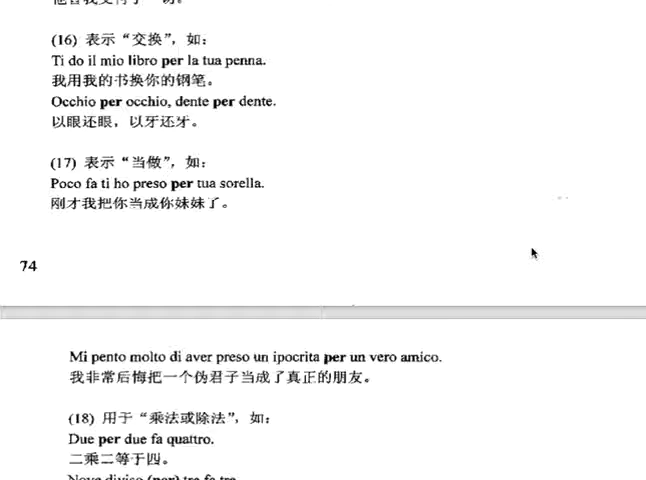 (16) 表示“交换”，如：
Ti do il mio libro per la tua penna.
我用我的书换你的钢笔。
Occhio per occhio, dente per dente.
以眼还眼，以牙还牙。
(17) 表示“当做”，如：
Poco fa ti ho preso per tua sorella.
刚才我把你当成你妹妹了。
74
Mi pento molto di aver preso un ipocrita per un vero amico.
我非常后悔把一个伪君子当成了真正的朋友。
(18) 用于“乘法或除法”，如：
Due per due fa quattro.
二乘二等于四。
Nove diviso (per) tre fa tre.